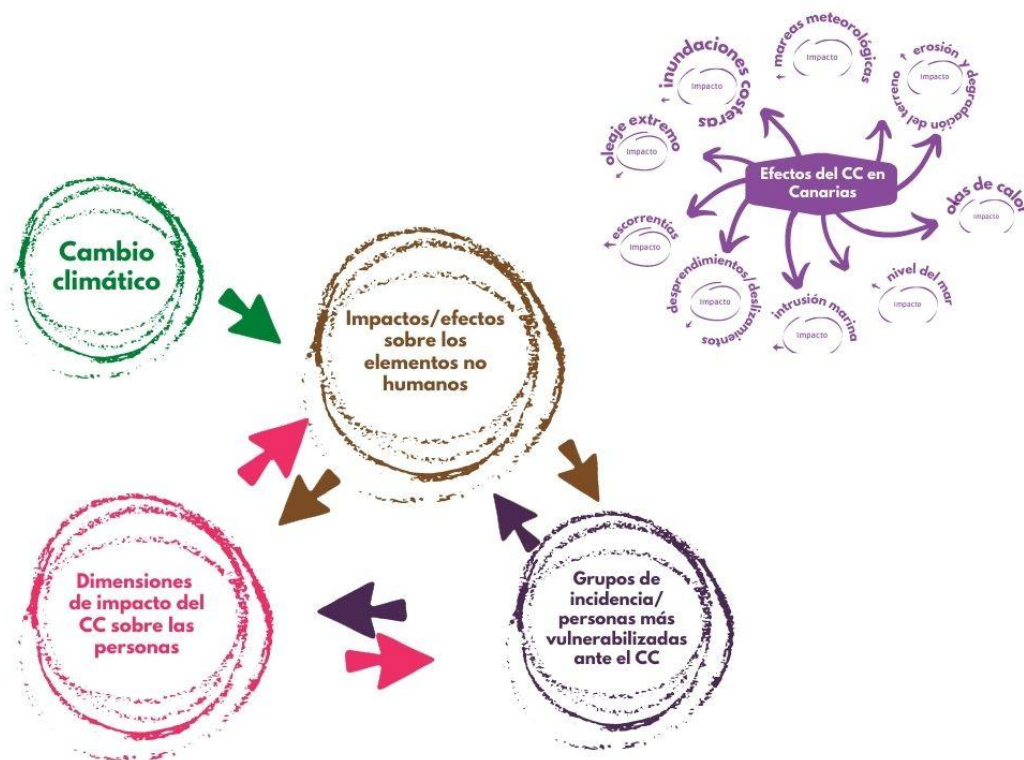 mareas meteorológicas
Impacto
erosión y degradación del terreno
Impacto
inundaciones costeras
Impacto
oleaje extremo
Impacto
Efectos del CC en
Canarias
olas de calor
Impacto
escorrentías
Impacto
desprendimientos/deslizamientos
Impacto
intrusión marina
Impacto
nivel del mar
Impacto
Cambio
climático
Impactos/efectos
sobre los
elementos no
humanos
Dimensiones
de impacto del
CC sobre las
personas
Grupos de
incidencia/
personas más
vulnerabilizadas
ante el CC